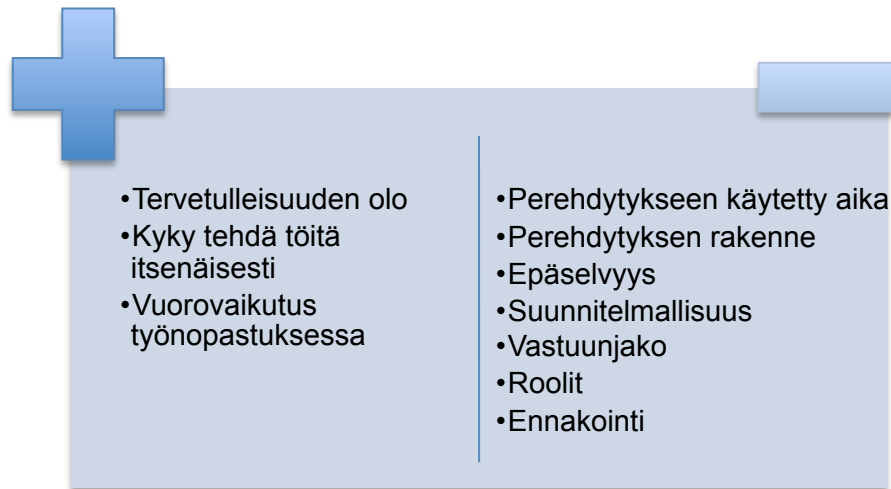 •Tervetulleisuuden olo
•Kyky tehdä töitä
itsenäisesti
•Vuorovaikutus
työnopastuksessa
•Perehdytykseen käytetty aika
•Perehdytyksen rakenne
•Epäselvyys
•Suunnitelmallisuus
•Vastuunjako
•Roolit
•Ennakointi